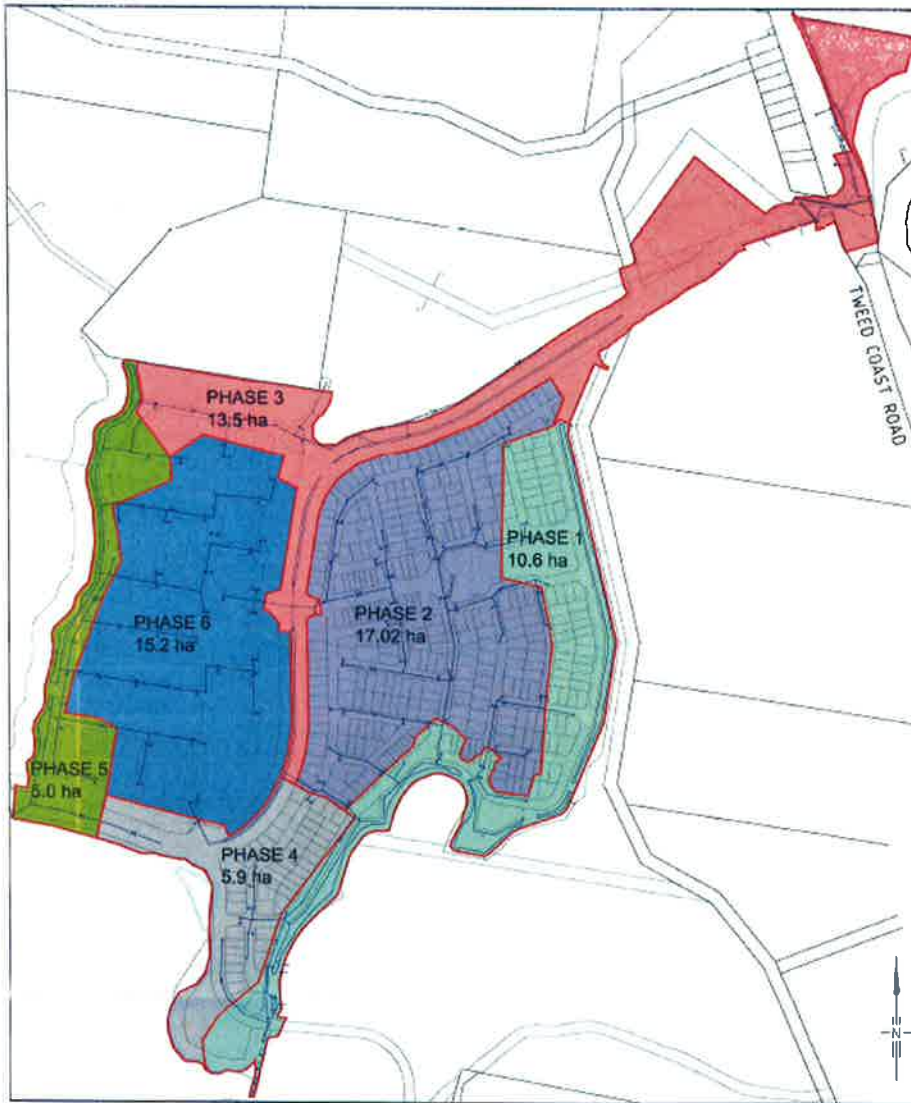 TWEED COAST ROAD
PHASE 3
13.5 ha
PHASE 1
10.6 ha
PHASE 2
17.02 ha
PHASE 6
15.2 ha
PHASE 5
5.0 ha
PHASE 4
5.9 ha
N